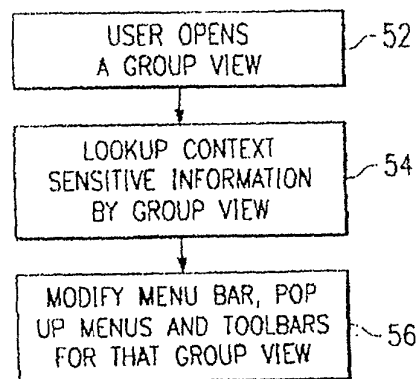 USER OPENS
A GROUP VIEW
52
LOOKUP CONTEXT
SENSITIVE INFORMATION
BY GROUP VIEW
54
MODIFY MENU BAR, POP
UP MENUS AND TOOLBARS
FOR THAT GROUP VIEW
56